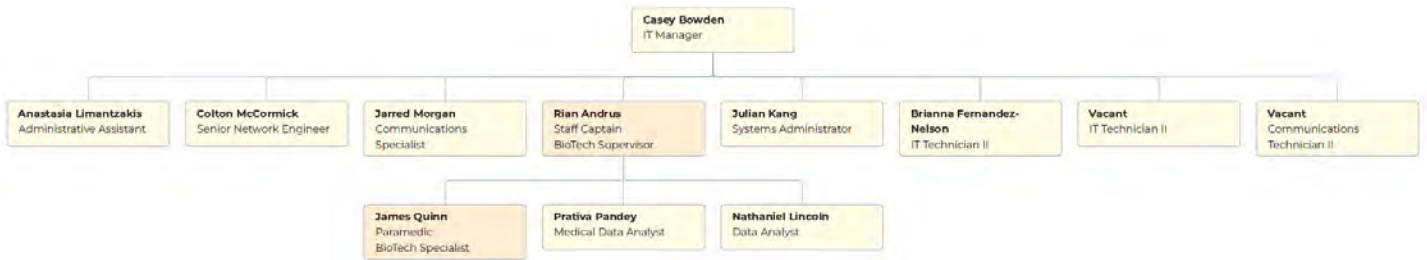 Casey Bowden
IT Manager
Anastasia Limantzakis
Administrative Assistant
Colton McCormick
Senior Network Engineer
Jarred Morgan
Communications
Specialist
Rian Andrus
Staff Captain
BioTech Supervisor
Julian Kang
Systems Administrator
Brianna Fernandez-
Nelson
IT Technician II
Vacant
IT Technician II
Vacant
Communications
Technician II
James Quinn
Paramedic
BioTech Specialist
Prativa Pandey
Medical Data Analyst
Nathaniel Lincoln
Data Analyst